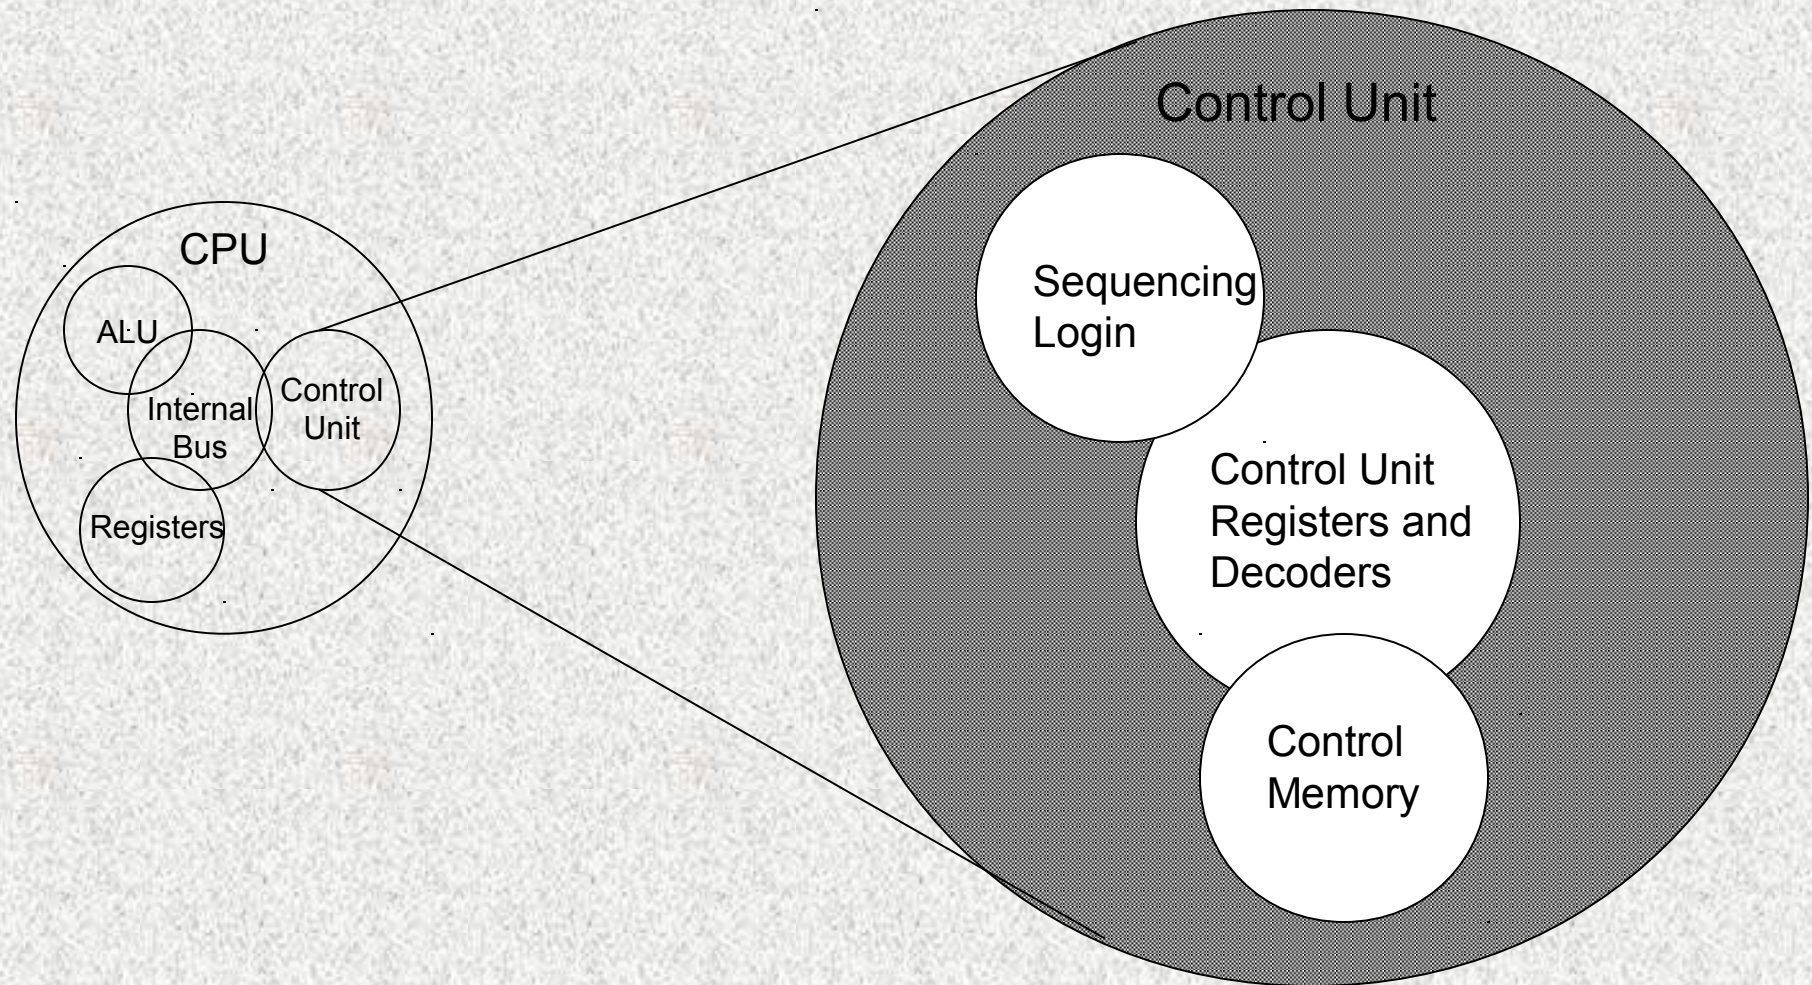 CPU
ALU
Internal
Bus
Control
Unit
Registers
Control Unit
Sequencing
Login
Control Unit
Registers and
Decoders
Control
Memory